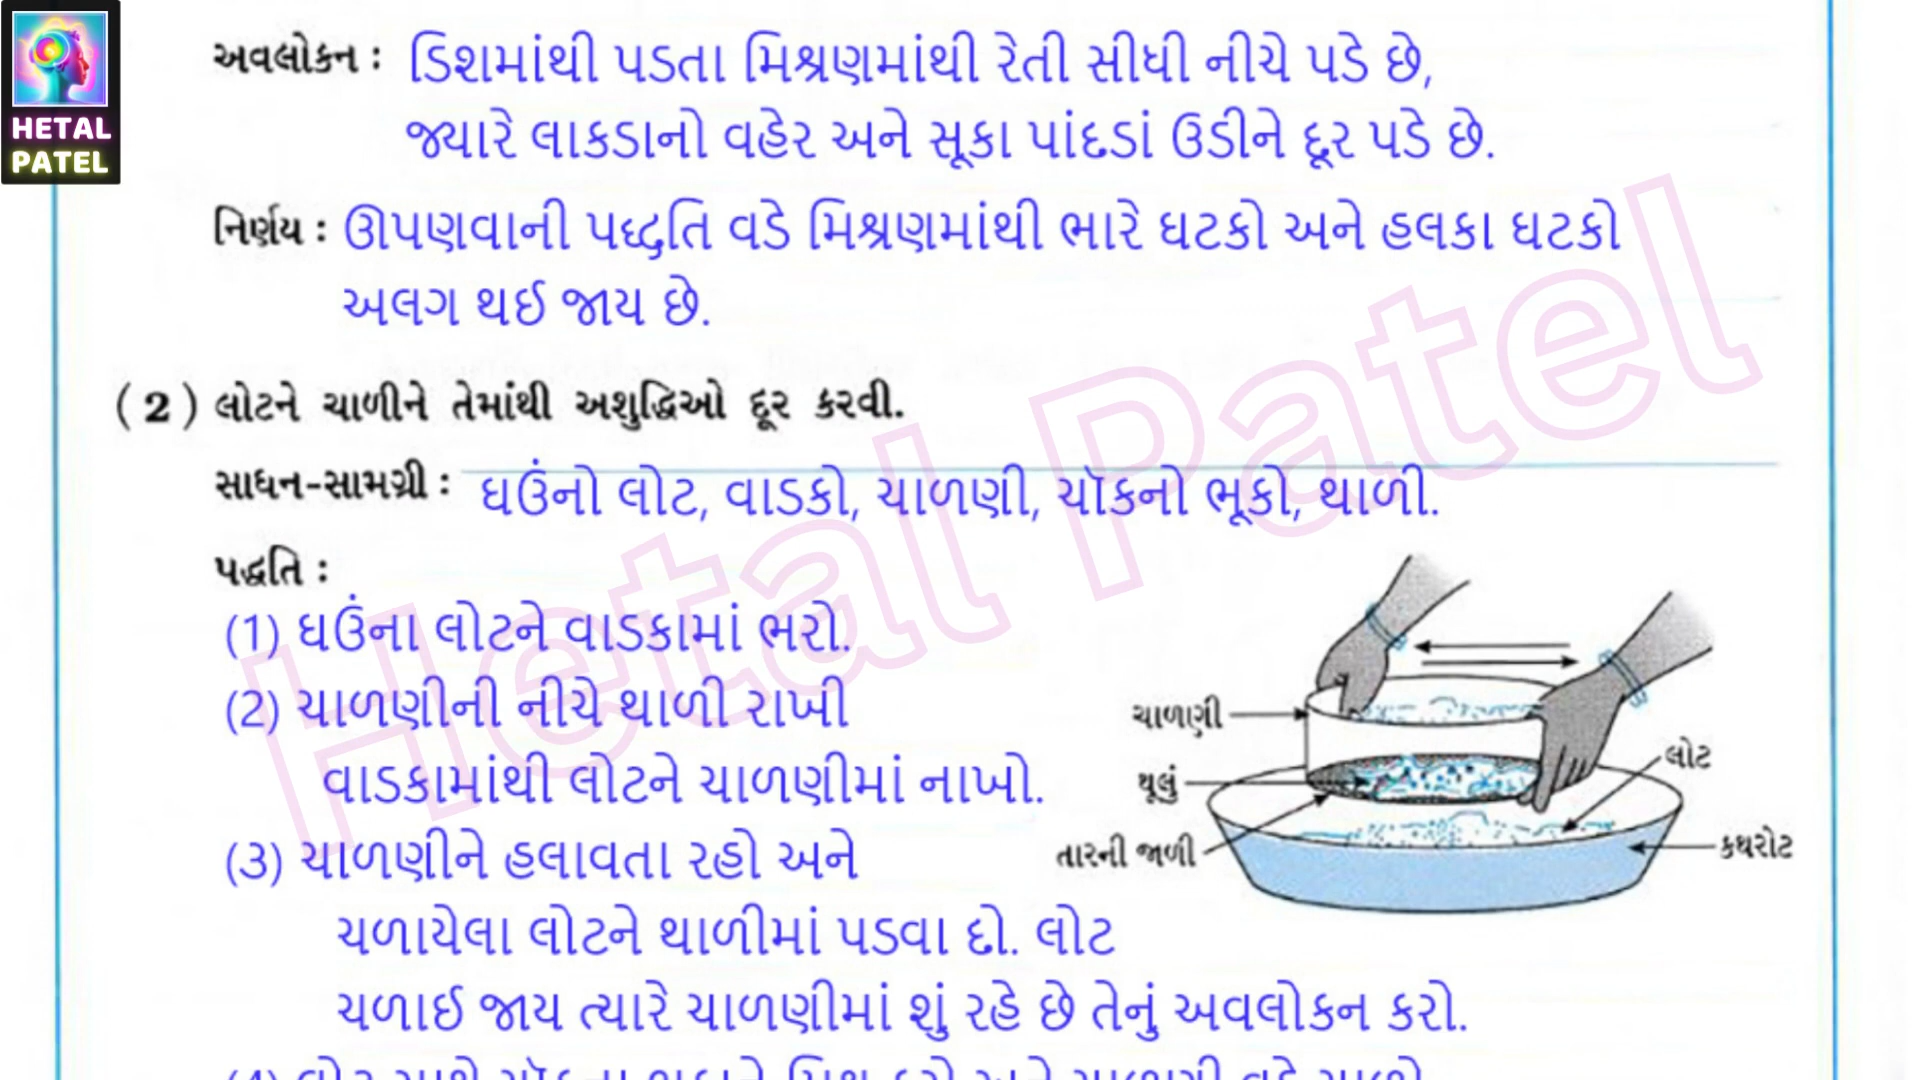 HETAL
PATEL
અવલોકન : ડિશમાંથી પડતા મિશ્રણમાંથી રેતી સીધી નીચે પડે છે,
જ્યારે લાકડાનો વહેર અને સૂકા પાંદડાં ઉડીને દૂર પડે છે.
નિર્ણય : ઊપણવાની પદ્ધતિ વડે મિશ્રણમાંથી ભારે ઘટકો અને હલકા ઘટકો
અલગ થઈ જાય છે.
(2) લોટને ચાળીને તેમાંથી અશુદ્ધિઓ દૂર કરવી.
સાધન-સામગ્રી : ઘઉંનો લોટ, વાડકો, ચાળણી, ચૉકનો ભૂકો, થાળી.
પદ્ધતિ :
(1) ઘઉંના લોટને વાડકામાં ભરો.
(2) ચાળણીની નીચે થાળી રાખી
વાડકામાંથી લોટને ચાળણીમાં નાખો.
(3) ચાળણીને હલાવતા રહો અને
ચળાયેલા લોટને થાળીમાં પડવા દો. લોટ
ચળાઈ જાય ત્યારે ચાળણીમાં શું રહે છે તેનું અવલોકન કરો.
ચાળણી
થૂલું
તારની જાળી
લોટ
કથરોટ
Hetal Patel